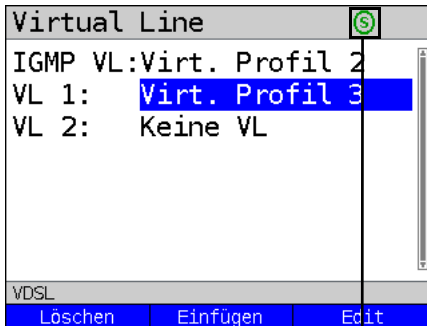 Virtual Line S
IGMP VL:Virt. Profil 2
VL 1: Virt. Profil 3
VL 2: Keine VL
VDSL
Löschen Einfügen Edit